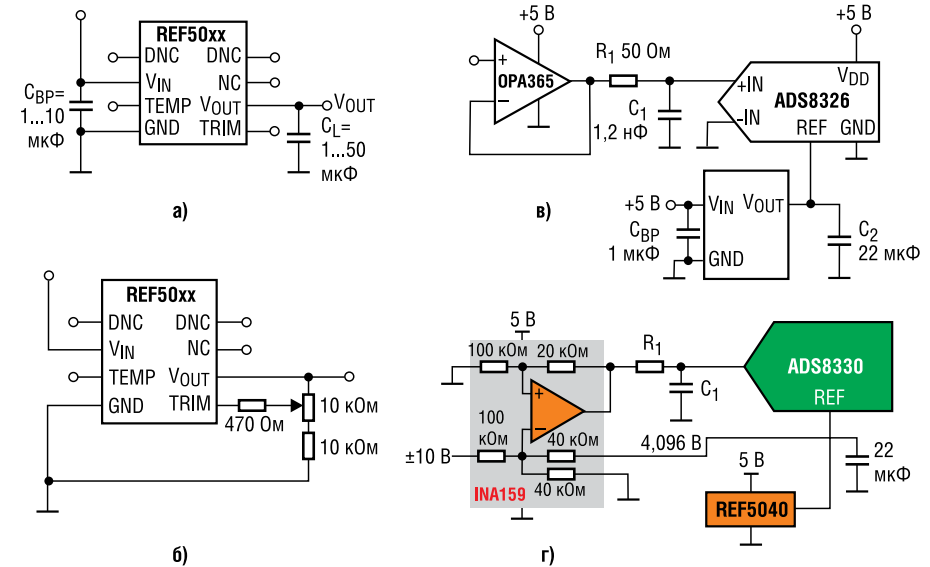 REF50xx
DNC
DNC
VIN
NC
TEMP
VOUT
VOUT
GND
TRIM
CBP=
1...10
мкФ
CL=
1...50
мкФ
а)
+5 В
+5 В
OPA365
+
−
R1 50 Ом
C1
1,2 нФ
+IN
VDD
ADS8326
-IN
REF
GND
+5 В
VIN
VOUT
CBP
1 мкФ
GND
C2
22 мкФ
в)
REF50xx
DNC
DNC
VIN
NC
TEMP
VOUT
GND
TRIM
470 Ом
10 кОм
10 кОм
б)
5 В
100 кОм
20 кОм
R1
C1
ADS8330
REF
+
−
100
кОм
±10 В
40 кОм
4,096 В
40 кОм
INA159
22
мкФ
5 В
REF5040
г)